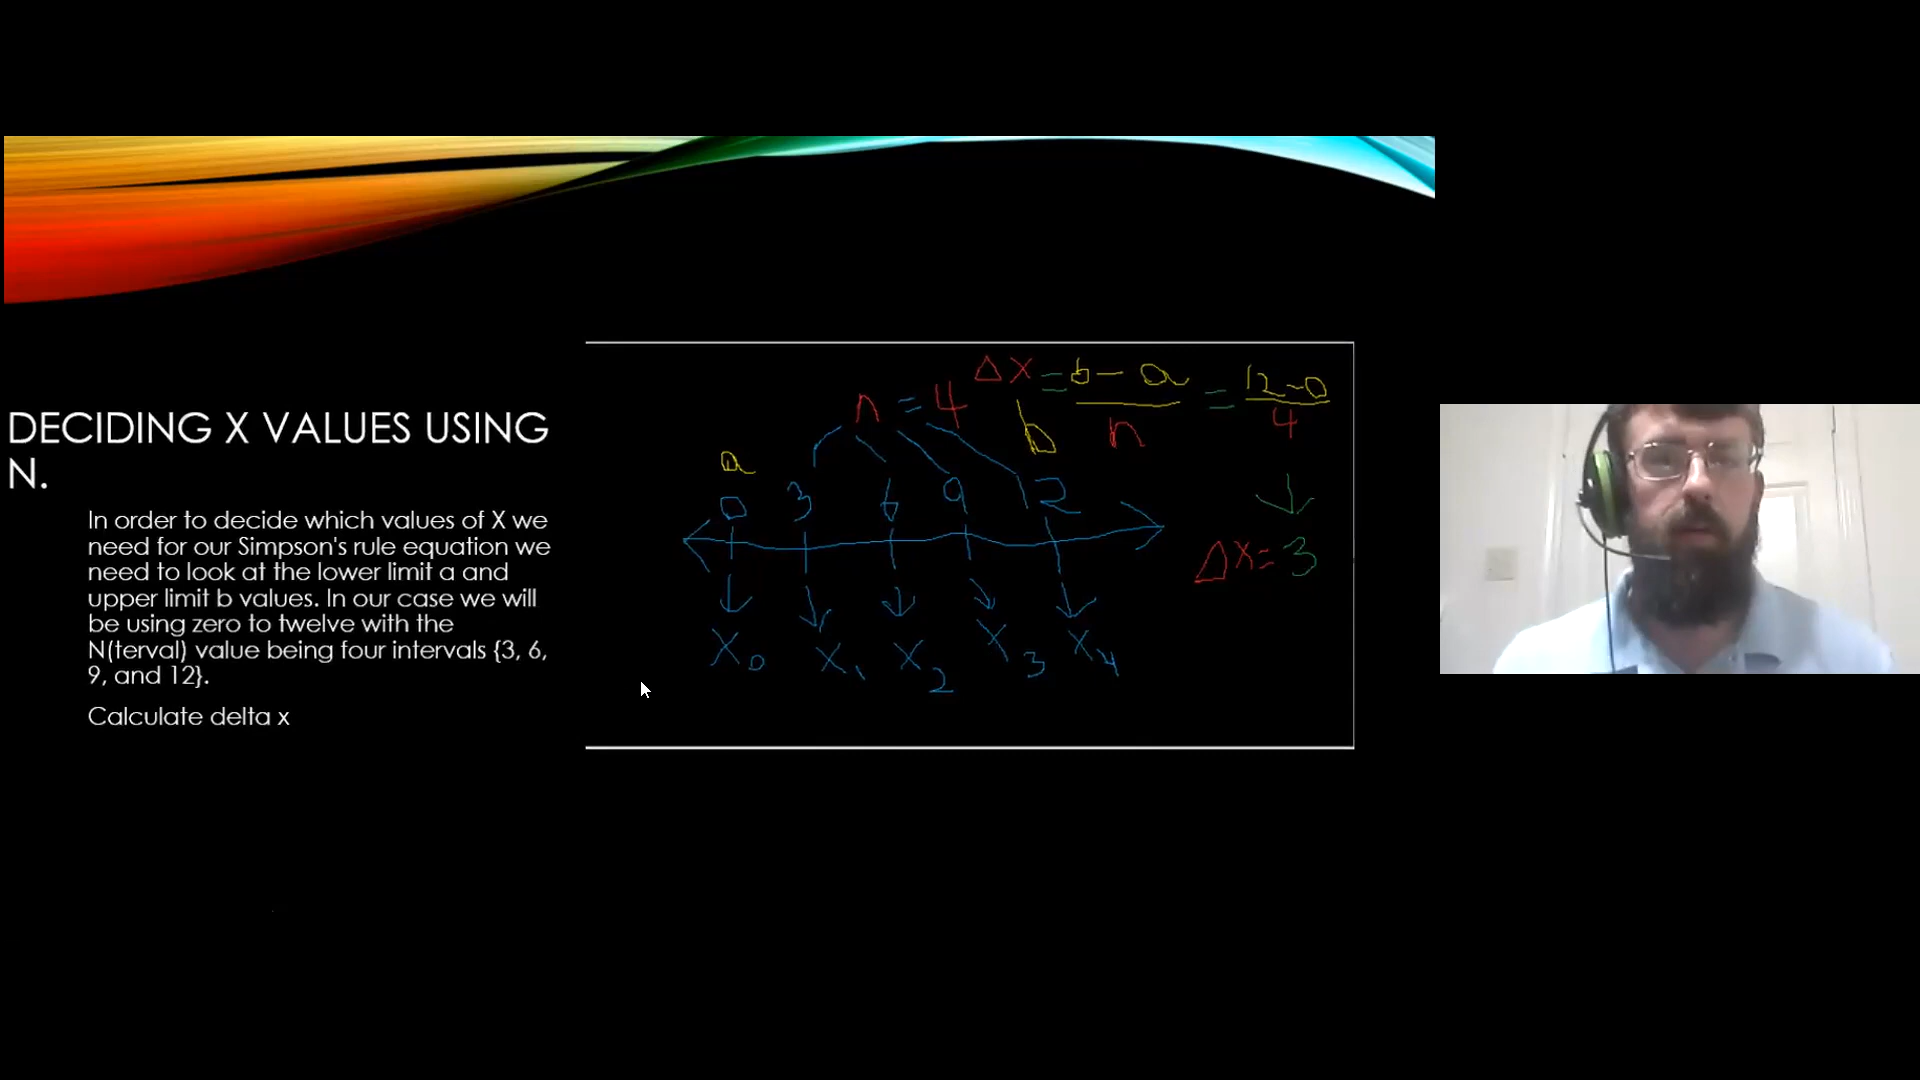 DECIDING X VALUES USING
N.
In order to decide which values of X we
need for our Simpson's rule equation we
need to look at the lower limit a and
upper limit b values. In our case we will
be using zero to twelve with the
N(terval) value being four intervals {3, 6,
9, and 12}.
Calculate delta x
n = 4
Δx = b - a / n = 12-0 / 4
a b
0 3 6 9 12
Δx = 3
X0 X1 X2 X3 X4